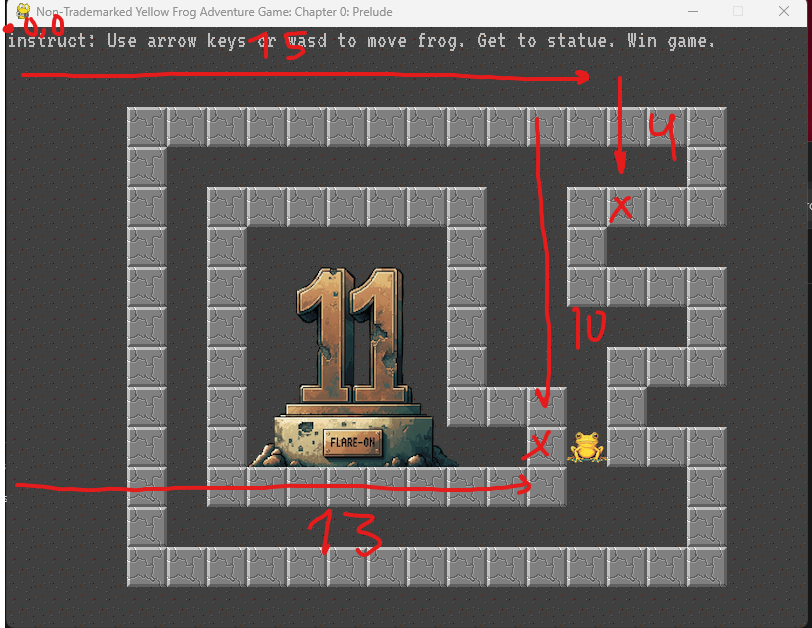 Non-Trademarked Yellow Frog Adventure Game: Chapter 0: Prelude
0,0
instruct: Use arrow keys or wasd to move frog. Get to statue. Win game.
15
4
x
11
10
FLARE-ON
x
13